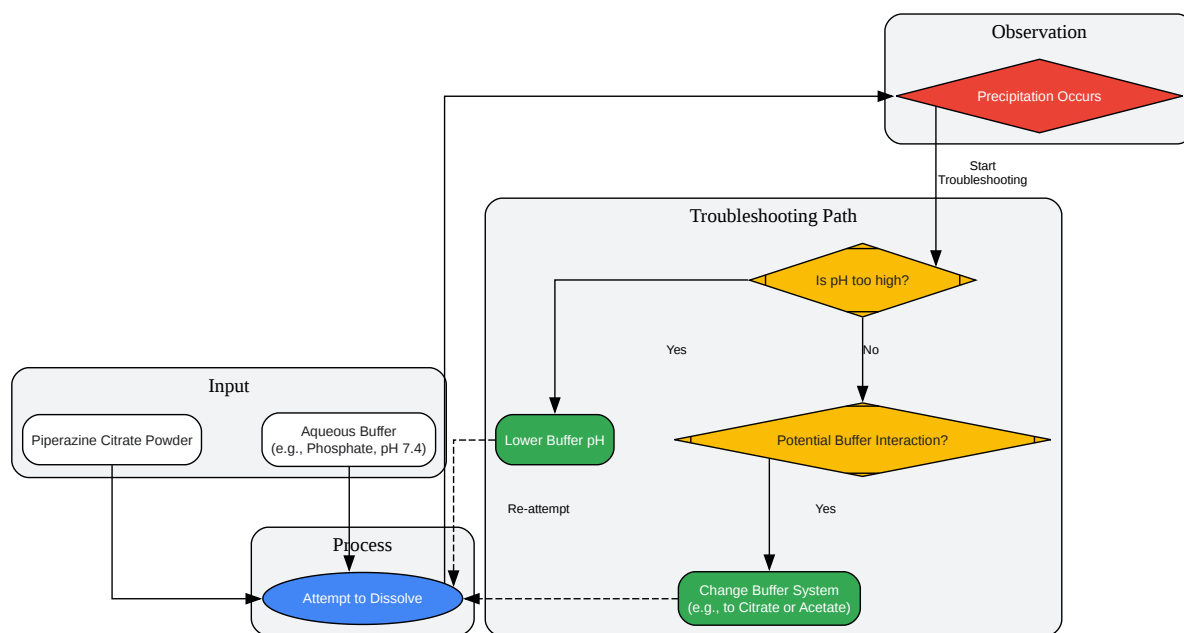 Observation
Precipitation Occurs
Start
Troubleshooting
Troubleshooting Path
Is pH too high?
Yes
No
Input
Piperazine Citrate Powder
Aqueous Buffer
(e.g., Phosphate, pH 7.4)
Lower Buffer pH
Potential Buffer Interaction?
Re-attempt
Yes
Process
Attempt to Dissolve
Change Buffer System
(e.g., to Citrate or Acetate)